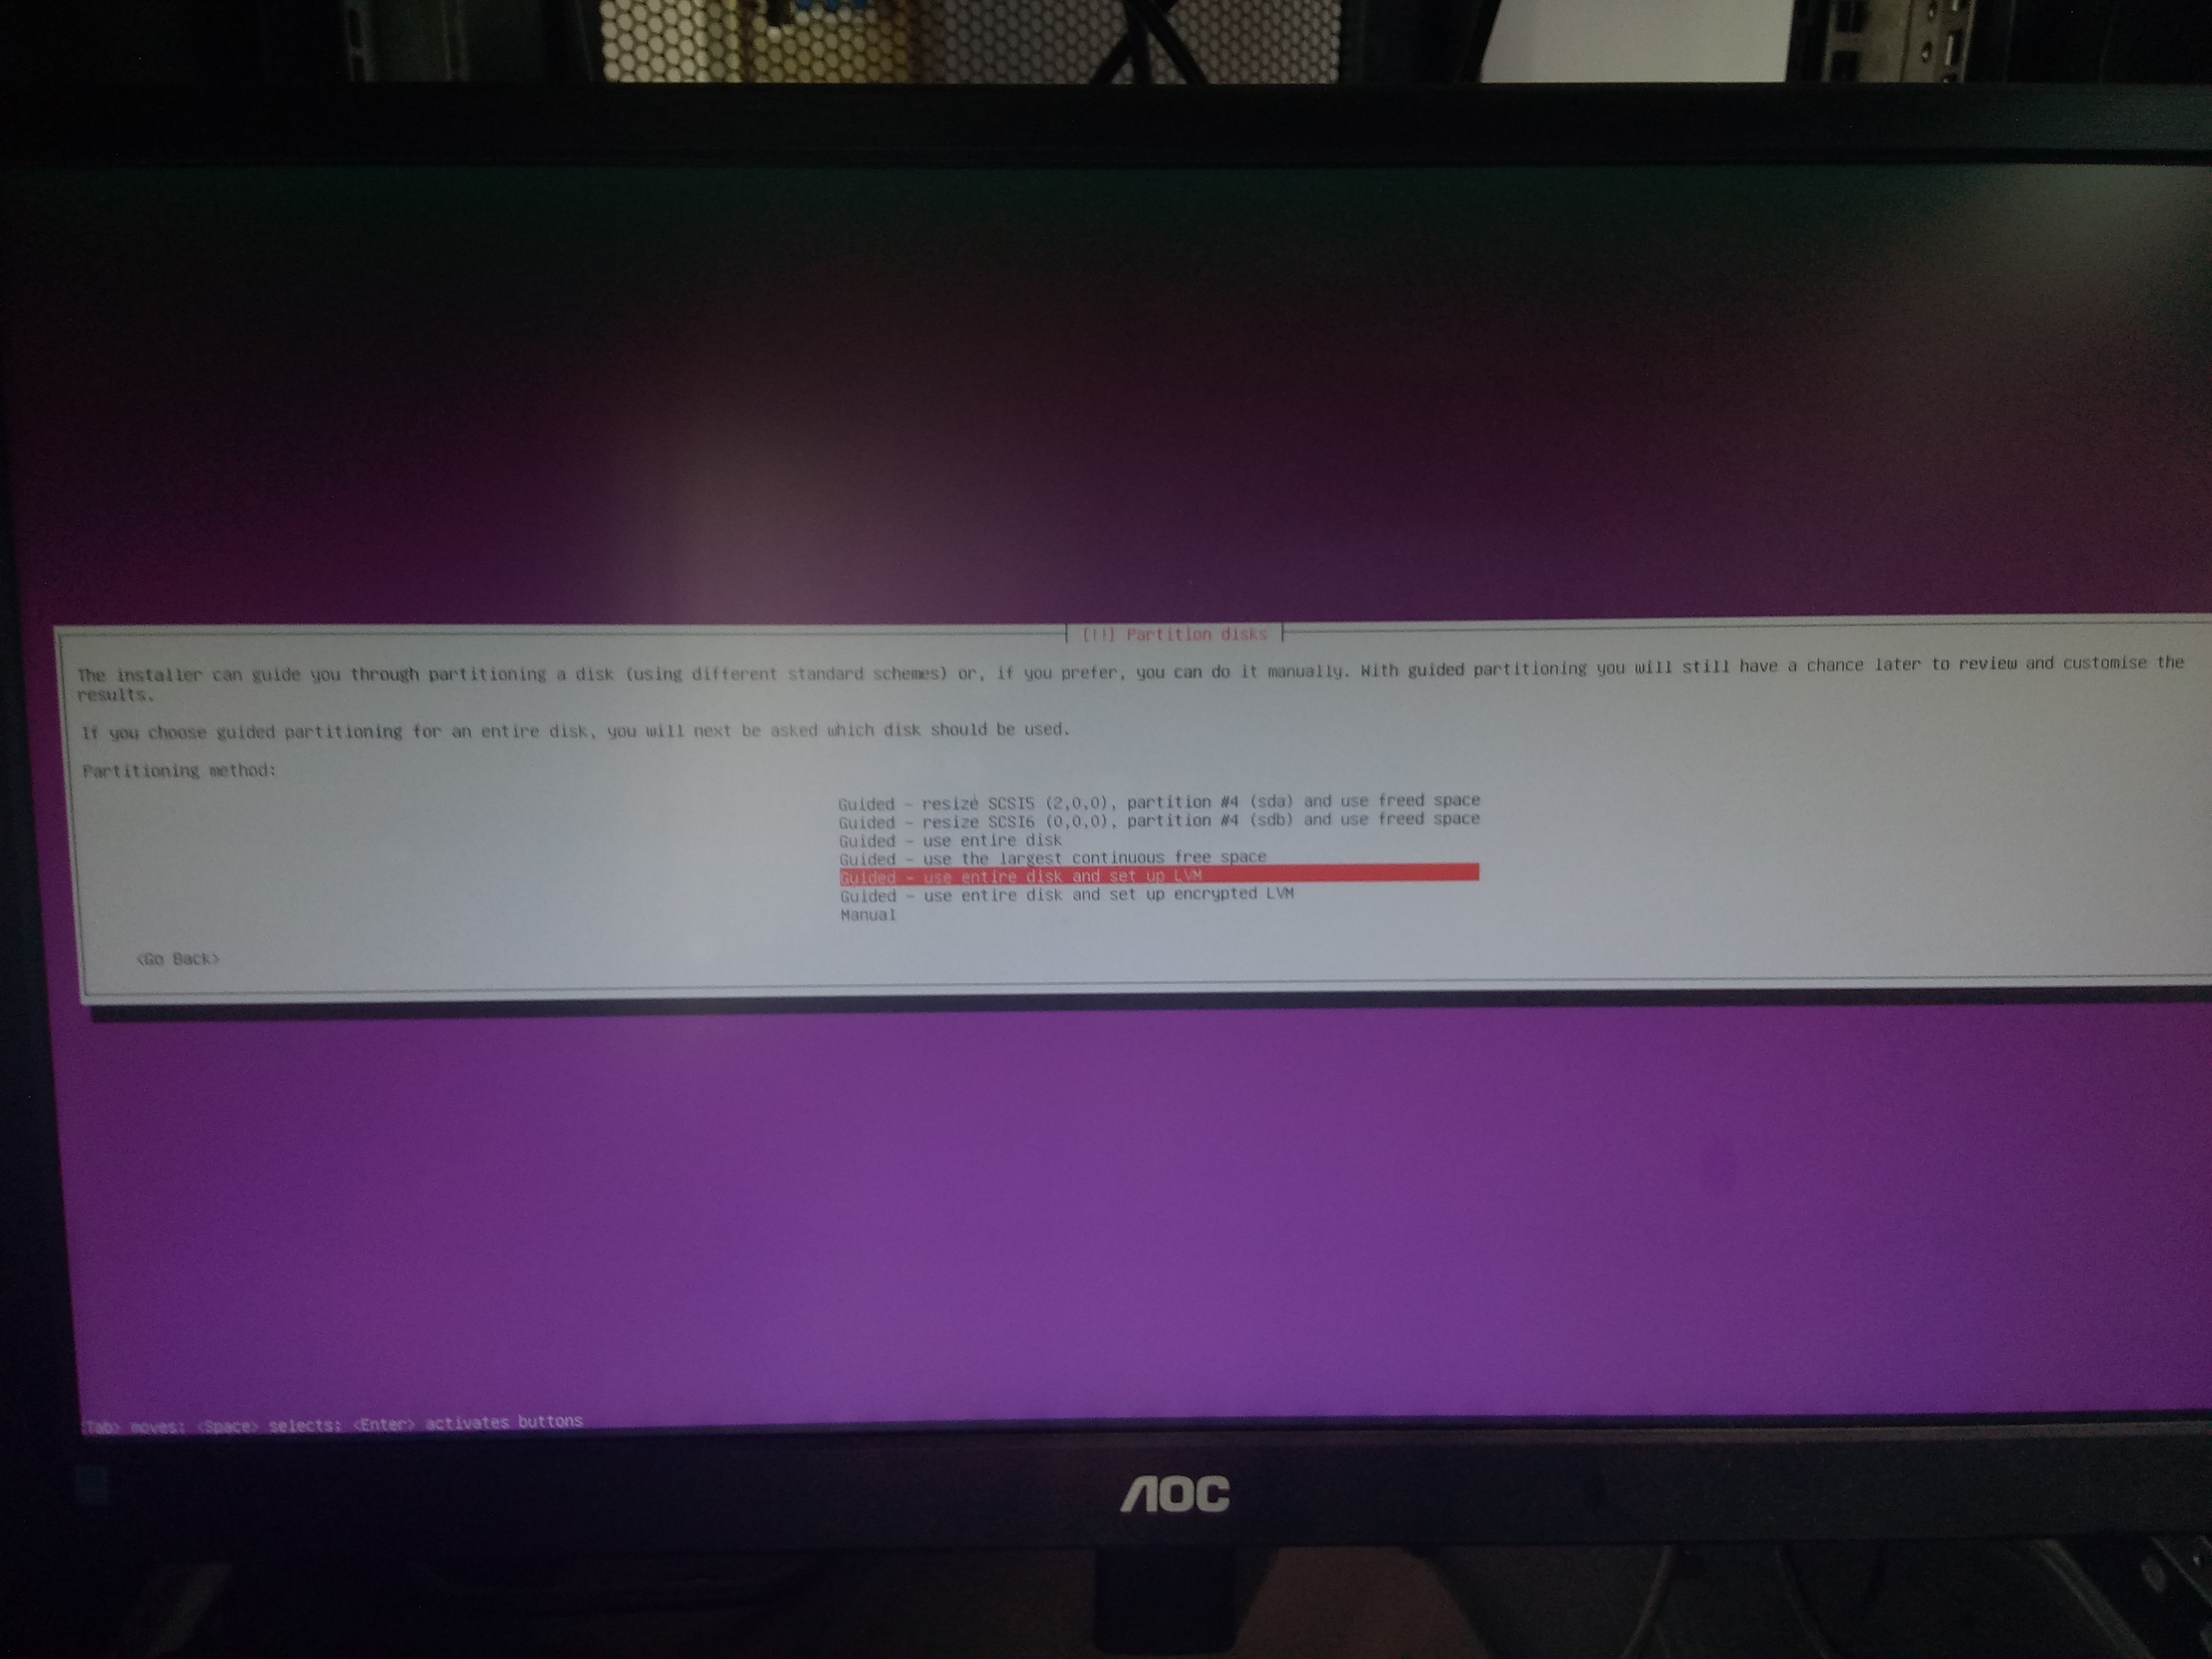 [!!] Partition disks
The installer can guide you through partitioning a disk (using different standard schemes) or, if you prefer, you can do it manually. With guided partitioning you will still have a chance later to review and customise the
results.
If you choose guided partitioning for an entire disk, you will next be asked which disk should be used.
Partitioning method:
Guided - resize SCSI5 (2,0,0), partition #4 (sda) and use freed space
Guided - resize SCSI6 (0,0,0), partition #4 (sdb) and use freed space
Guided - use entire disk
Guided - use the largest continuous free space
Guided - use entire disk and set up LVM
Guided - use entire disk and set up encrypted LVM
Manual
<Go Back>
<Tab> moves; <Space> selects; <Enter> activates buttons
AOC